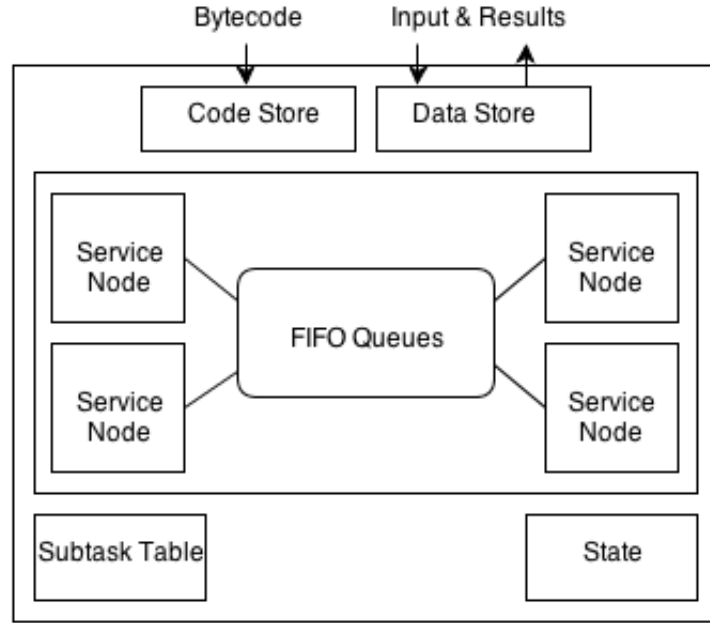 Bytecode
Input & Results
Code Store
Data Store
Service
Node
Service
Node
FIFO Queues
Service
Node
Service
Node
Subtask Table
State